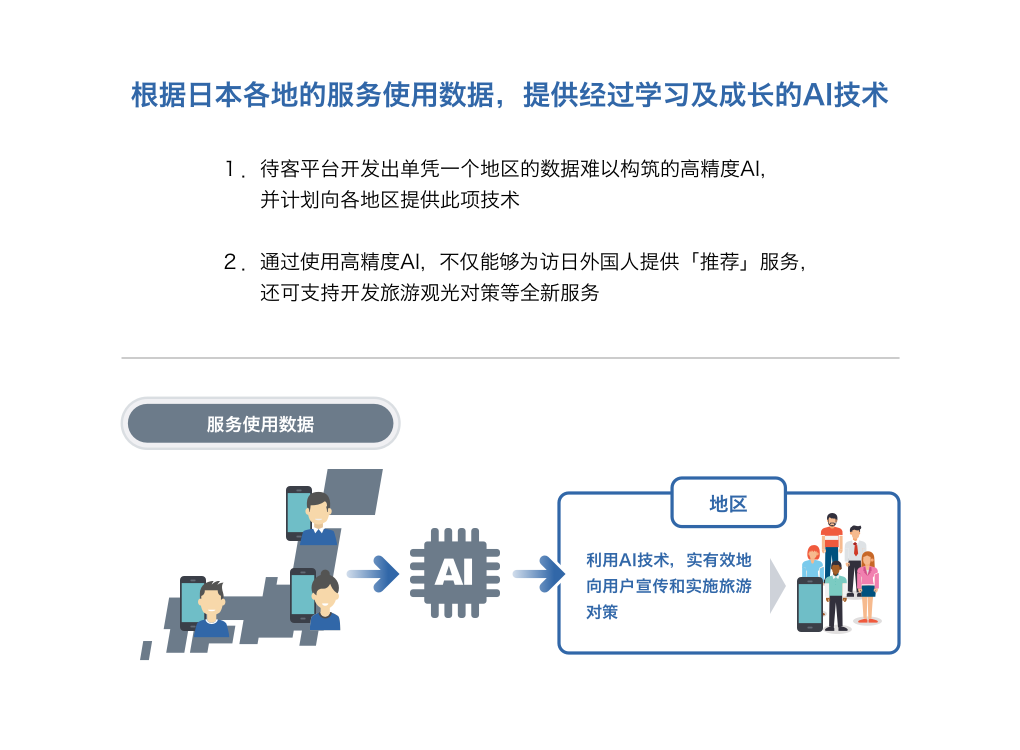 根据日本各地的服务使用数据，提供经过学习及成长的AI技术
1．待客平台开发出单凭一个地区的数据难以构筑的高精度AI,
并计划向各地区提供此项技术
2．通过使用高精度AI，不仅能够为访日外国人提供「推荐」服务,
还可支持开发旅游观光对策等全新服务
服务使用数据
AI
地区
利用AI技术，实有效地
向用户宣传和实施旅游
对策